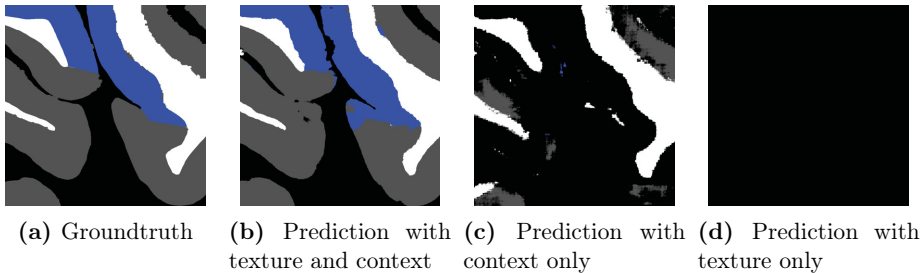 (a) Groundtruth
(b) Prediction with texture and context
(c) Prediction with context only
(d) Prediction with texture only